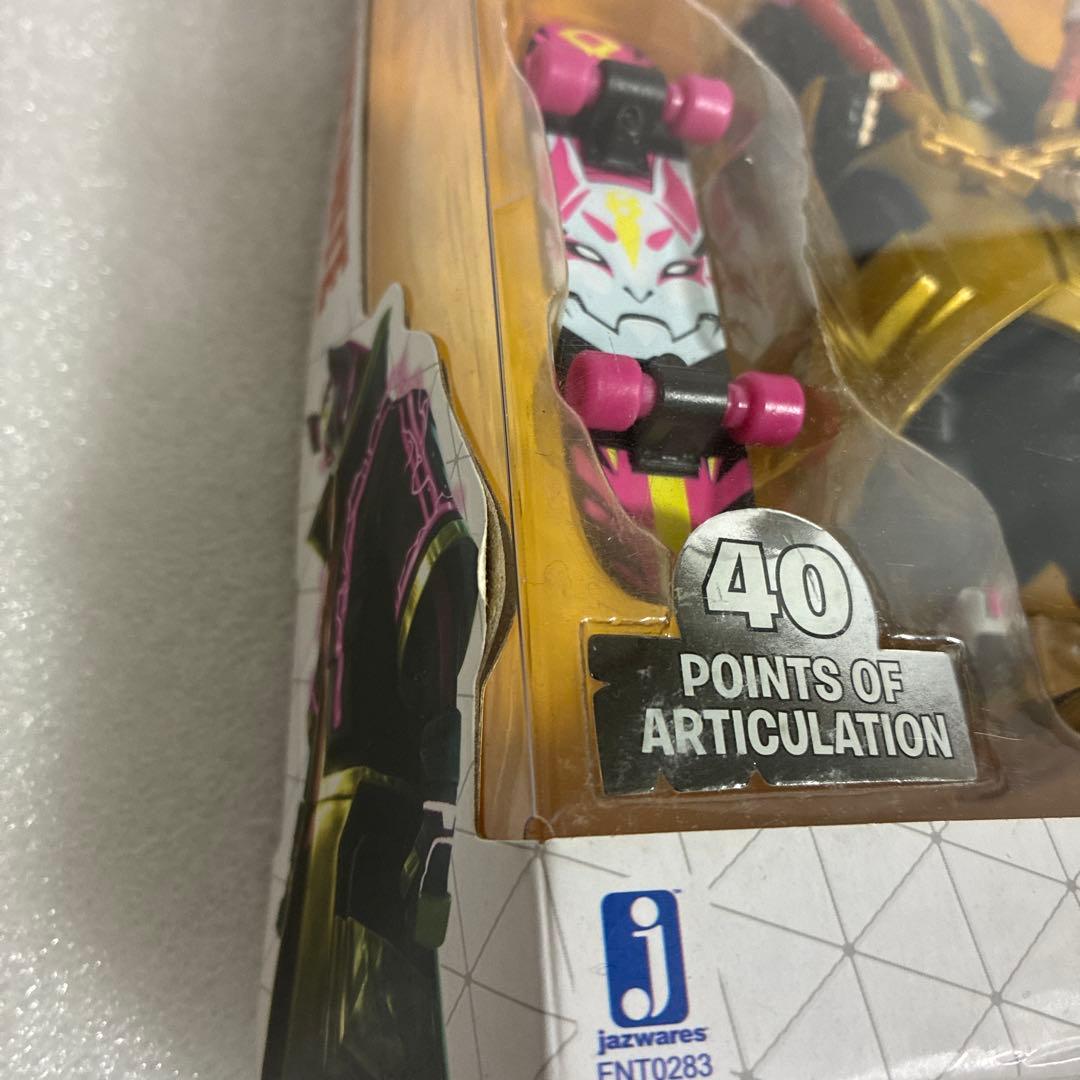 40
POINTS OF
ARTICULATION
j
jazwares
FNT0283